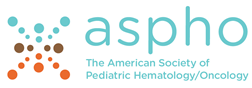 aspho
The American Society of
Pediatric Hematology/Oncology